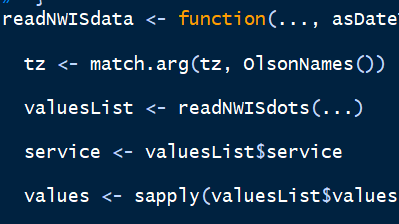 readNWISdata <- function(..., asDate
tz <- match.arg(tz, OlsonNames())
valuesList <- readNWISdots(...)
service <- valuesList$service
values <- sapply(valuesList$values